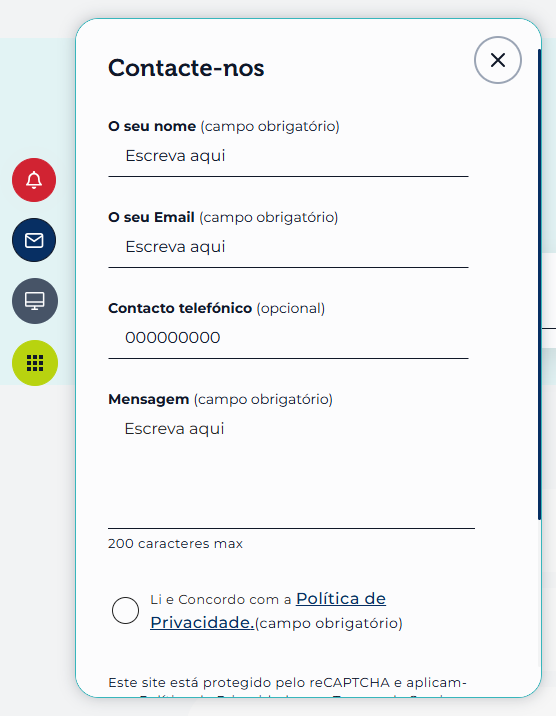 Contacte-nos
O seu nome (campo obrigatório)
Escreva aqui
O seu Email (campo obrigatório)
Escreva aqui
Contacto telefónico (opcional)
000000000
Mensagem (campo obrigatório)
Escreva aqui
200 caracteres max
Li e Concordo com a Política de
Privacidade.(campo obrigatório)
Este site está protegido pelo reCAPTCHA e aplicam-